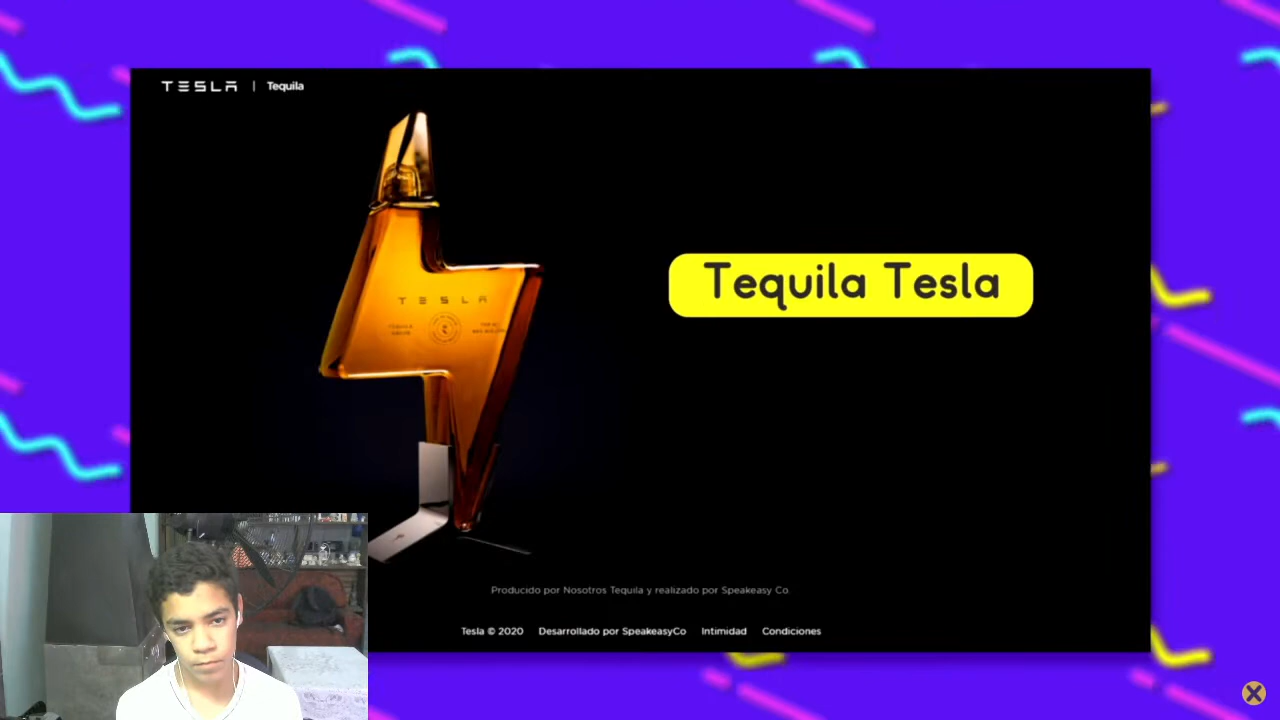 TESLA | Tequila
Tequila Tesla
TESLA
Producido por Nosotros Tequila y realizado por Speakeasy Co
Tesla © 2020 Desarrollado por SpeakeasyCo Intimidad Condiciones